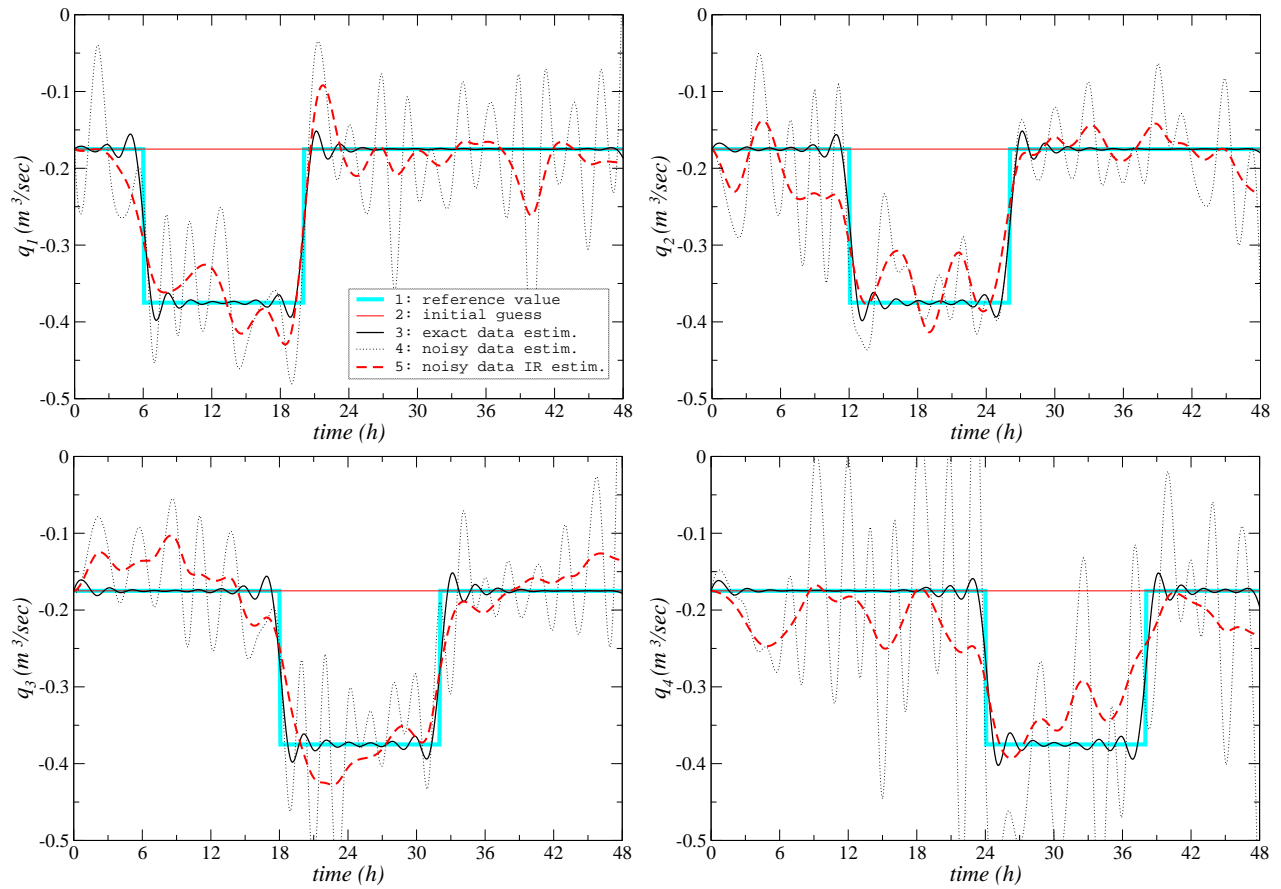 0
-0.1
-0.2
-0.3
-0.4
-0.5
q1 (m³/sec)
1: reference value
2: initial guess
3: exact data estim.
4: noisy data estim.
5: noisy data IR estim.
0 6 12 18 24 30 36 42 48
time (h)
0
-0.1
-0.2
-0.3
-0.4
-0.5
q2 (m³/sec)
0 6 12 18 24 30 36 42 48
time (h)
0
-0.1
-0.2
-0.3
-0.4
-0.5
q3 (m³/sec)
0 6 12 18 24 30 36 42 48
time (h)
0
-0.1
-0.2
-0.3
-0.4
-0.5
q4 (m³/sec)
0 6 12 18 24 30 36 42 48
time (h)